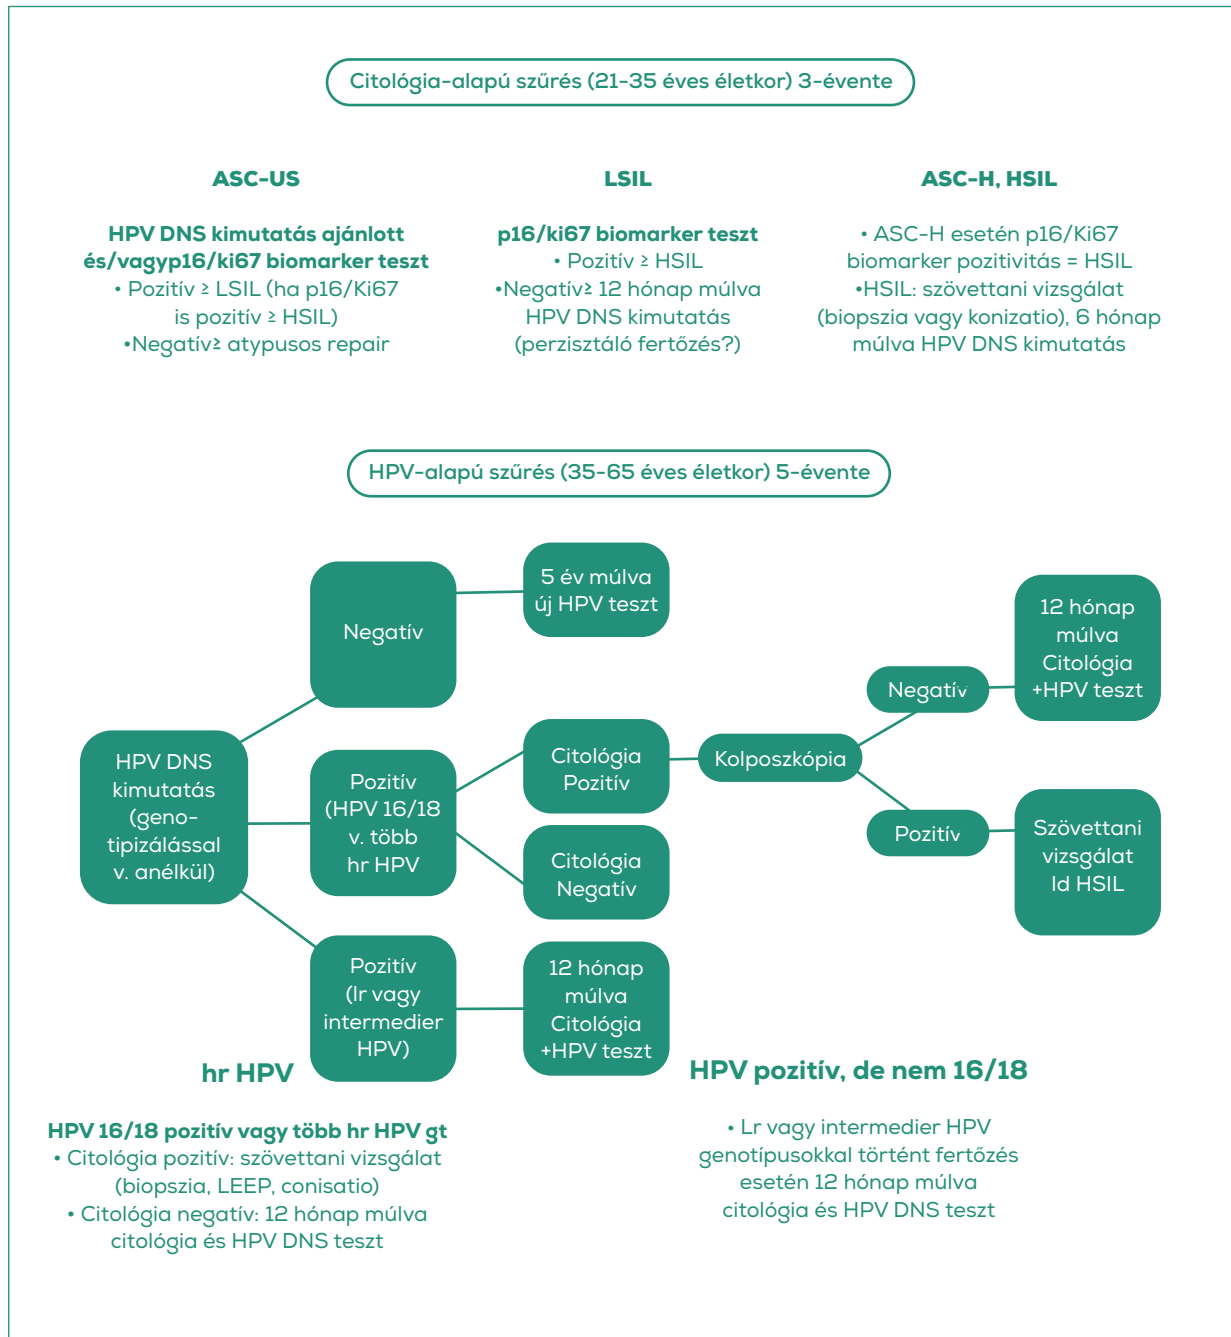 Citológia-alapú szűrés (21-35 éves életkor) 3-évente
ASC-US
HPV DNS kimutatás ajánlott
és/vagyp16/ki67 biomarker teszt
• Pozitív ≥ LSIL (ha p16/Ki67
is pozitív ≥ HSIL)
•Negatív≥ atypusos repair
LSIL
p16/ki67 biomarker teszt
• Pozitív ≥ HSIL
•Negatív≥ 12 hónap múlva
HPV DNS kimutatás
(perzisztáló fertőzés?)
ASC-H, HSIL
• ASC-H esetén p16/Ki67
biomarker pozitivitás = HSIL
•HSIL: szövettani vizsgálat
(biopszia vagy konizatio), 6 hónap
múlva HPV DNS kimutatás
HPV-alapú szűrés (35-65 éves életkor) 5-évente
HPV DNS
kimutatás
(geno-
tipizálással
v. anélkül)
Negatív
5 év múlva
új HPV teszt
Pozitív
(HPV 16/18
v. több
hr HPV
Citológia
Pozitív
Citológia
Negatív
Kolposzkópia
Negatív
12 hónap
múlva
Citológia
+HPV teszt
Pozitív
Szövettani
vizsgálat
ld HSIL
Pozitív
(lr vagy
intermedier
HPV)
12 hónap
múlva
Citológia
+HPV teszt
hr HPV
HPV 16/18 pozitív vagy több hr HPV gt
• Citológia pozitív: szövettani vizsgálat
(biopszia, LEEP, conisatio)
• Citológia negatív: 12 hónap múlva
citológia és HPV DNS teszt
HPV pozitív, de nem 16/18
• Lr vagy intermedier HPV
genotípusokkal történt fertőzés
esetén 12 hónap múlva
citológia és HPV DNS teszt